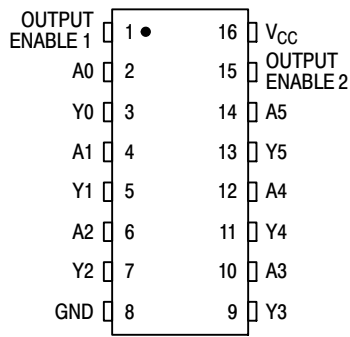 OUTPUT
ENABLE 1 1 16 VCC
A0 2 15 OUTPUT
ENABLE 2
Y0 3 14 A5
A1 4 13 Y5
Y1 5 12 A4
A2 6 11 Y4
Y2 7 10 A3
GND 8 9 Y3